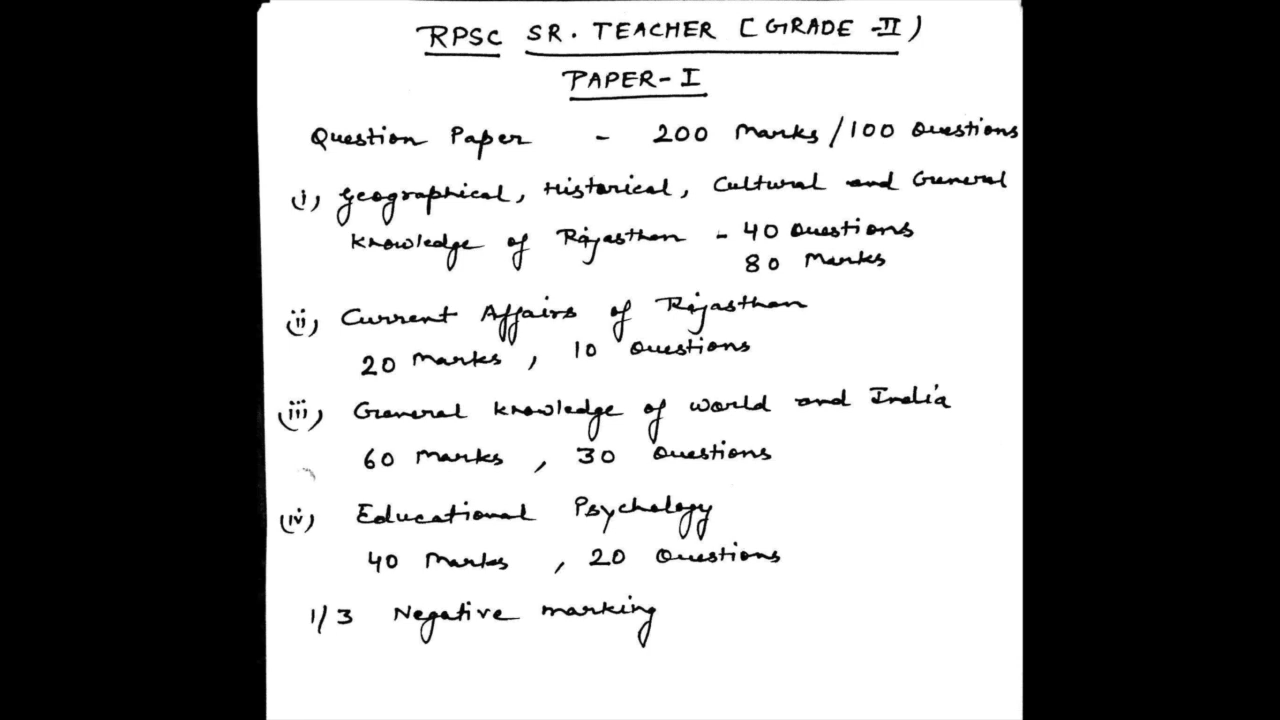 RPSC SR. TEACHER [GRADE-II)
PAPER-I
Question Paper - 200 Marks/100 Questions
(i) Geographical, Historical, Cultural and General
Knowledge of Rajasthan - 40 Questions
80 Marks
(ii) Current Affairs of Rajasthan
20 Marks, 10 Questions
(iii) General knowledge of world and India
60 Marks, 30 Questions
(iv) Educational Psychology
40 Marks, 20 Questions
1/3 Negative marking